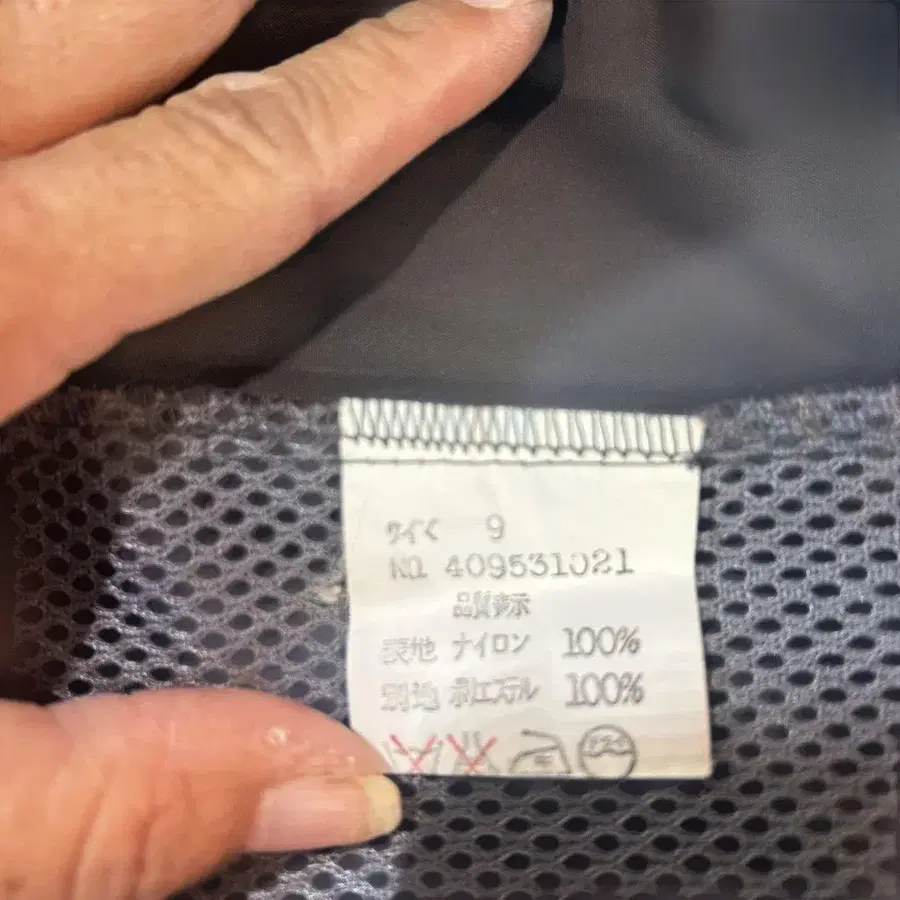 サイズ 9
NO. 409531021
品質表示
表地 ナイロン 100%
別地 ポリエステル 100%